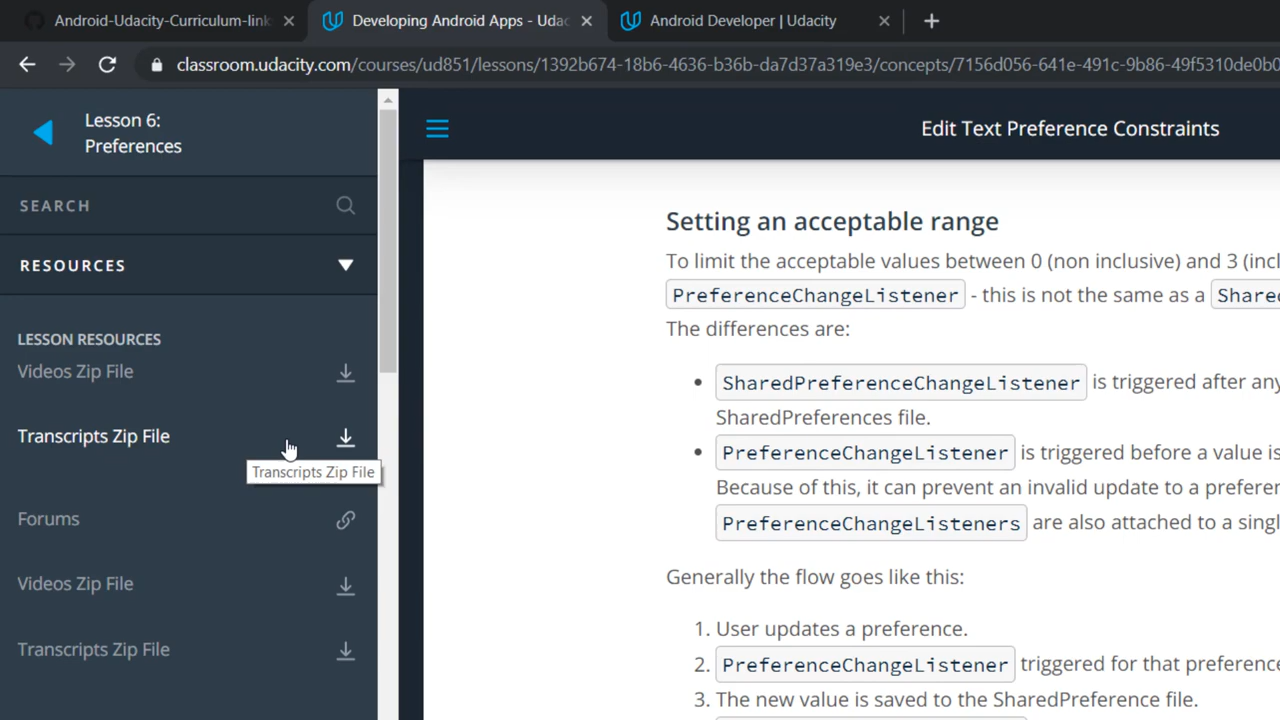 Android-Udacity-Curriculum-link
Developing Android Apps - Udac
Android Developer | Udacity
classroom.udacity.com/courses/ud851/lessons/1392b674-18b6-4636-b36b-da7d37a319e3/concepts/7156d056-641e-491c-9b86-49f5310de0b0
Lesson 6:
Preferences
SEARCH
RESOURCES
LESSON RESOURCES
Videos Zip File
Transcripts Zip File
Transcripts Zip File
Forums
Videos Zip File
Transcripts Zip File
Edit Text Preference Constraints
Setting an acceptable range
To limit the acceptable values between 0 (non inclusive) and 3 (incl
PreferenceChangeListener - this is not the same as a Shared
The differences are:
SharedPreferenceChangeListener is triggered after any
SharedPreferences file.
PreferenceChangeListener is triggered before a value is
Because of this, it can prevent an invalid update to a prefere
PreferenceChangeListeners are also attached to a singl
Generally the flow goes like this:
1. User updates a preference.
2. PreferenceChangeListener triggered for that preference
3. The new value is saved to the SharedPreference file.